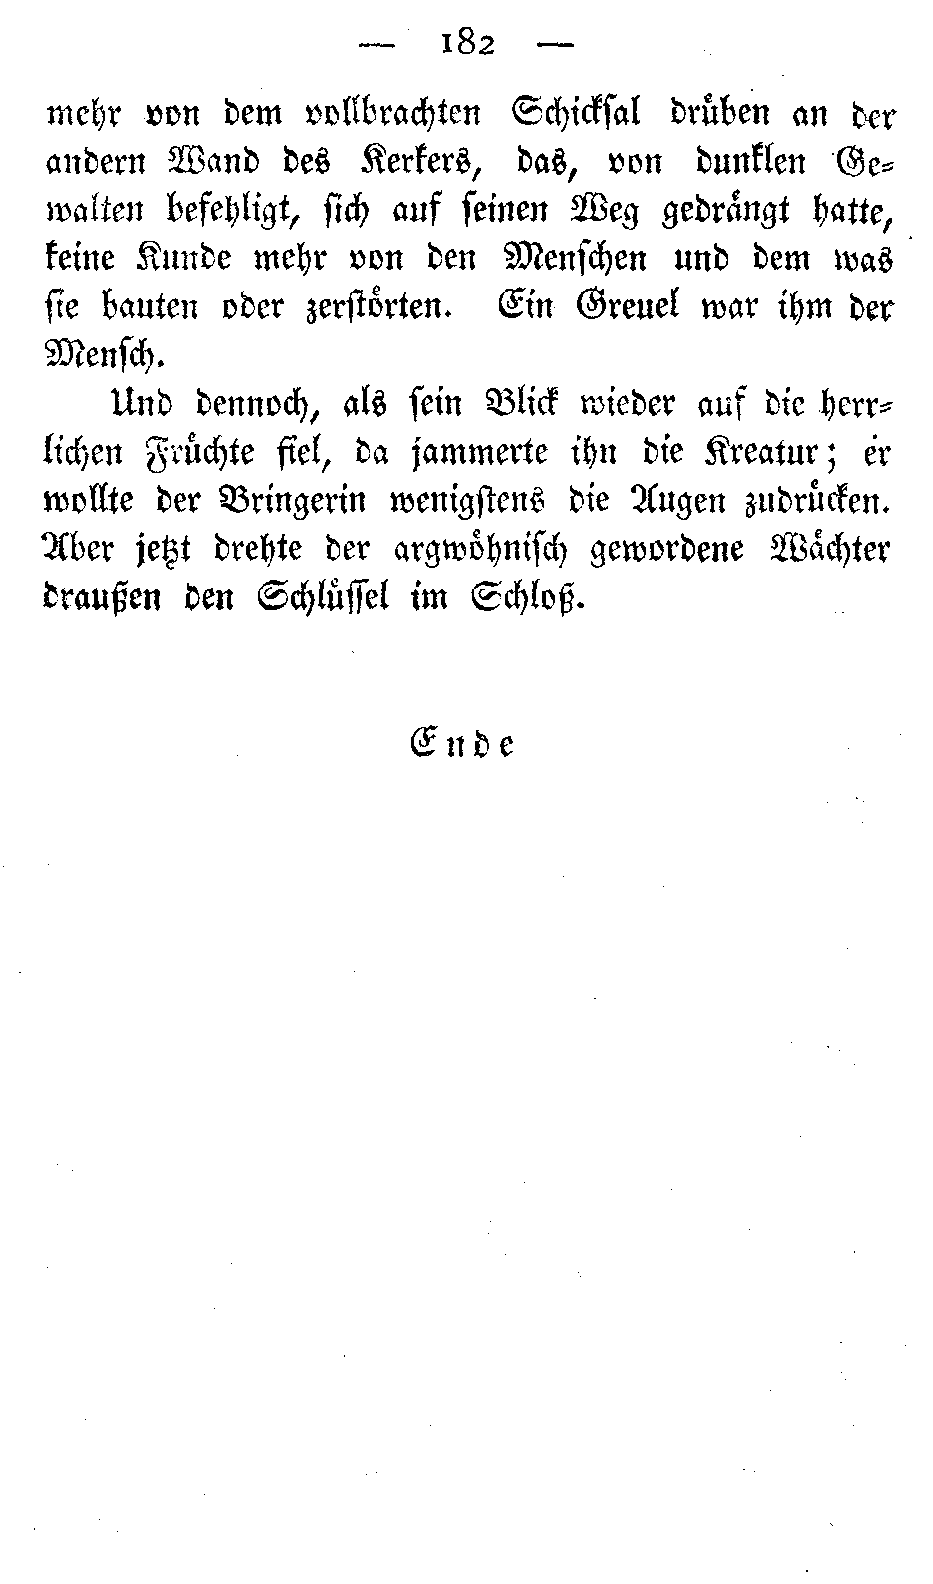 — 182 —
mehr von dem vollbrachten Schicksal drüben an der
andern Wand des Kerkers, das, von dunklen Ge-
walten befehligt, sich auf seinen Weg gedrängt hatte,
keine Kunde mehr von den Menschen und dem was
sie bauten oder zerstörten. Ein Greuel war ihm der
Mensch.
Und dennoch, als sein Blick wieder auf die herr-
lichen Früchte fiel, da jammerte ihn die Kreatur; er
wollte der Bringerin wenigstens die Augen zudrücken.
Aber jetzt drehte der argwöhnisch gewordene Wächter
draußen den Schlüssel im Schloß.
Ende